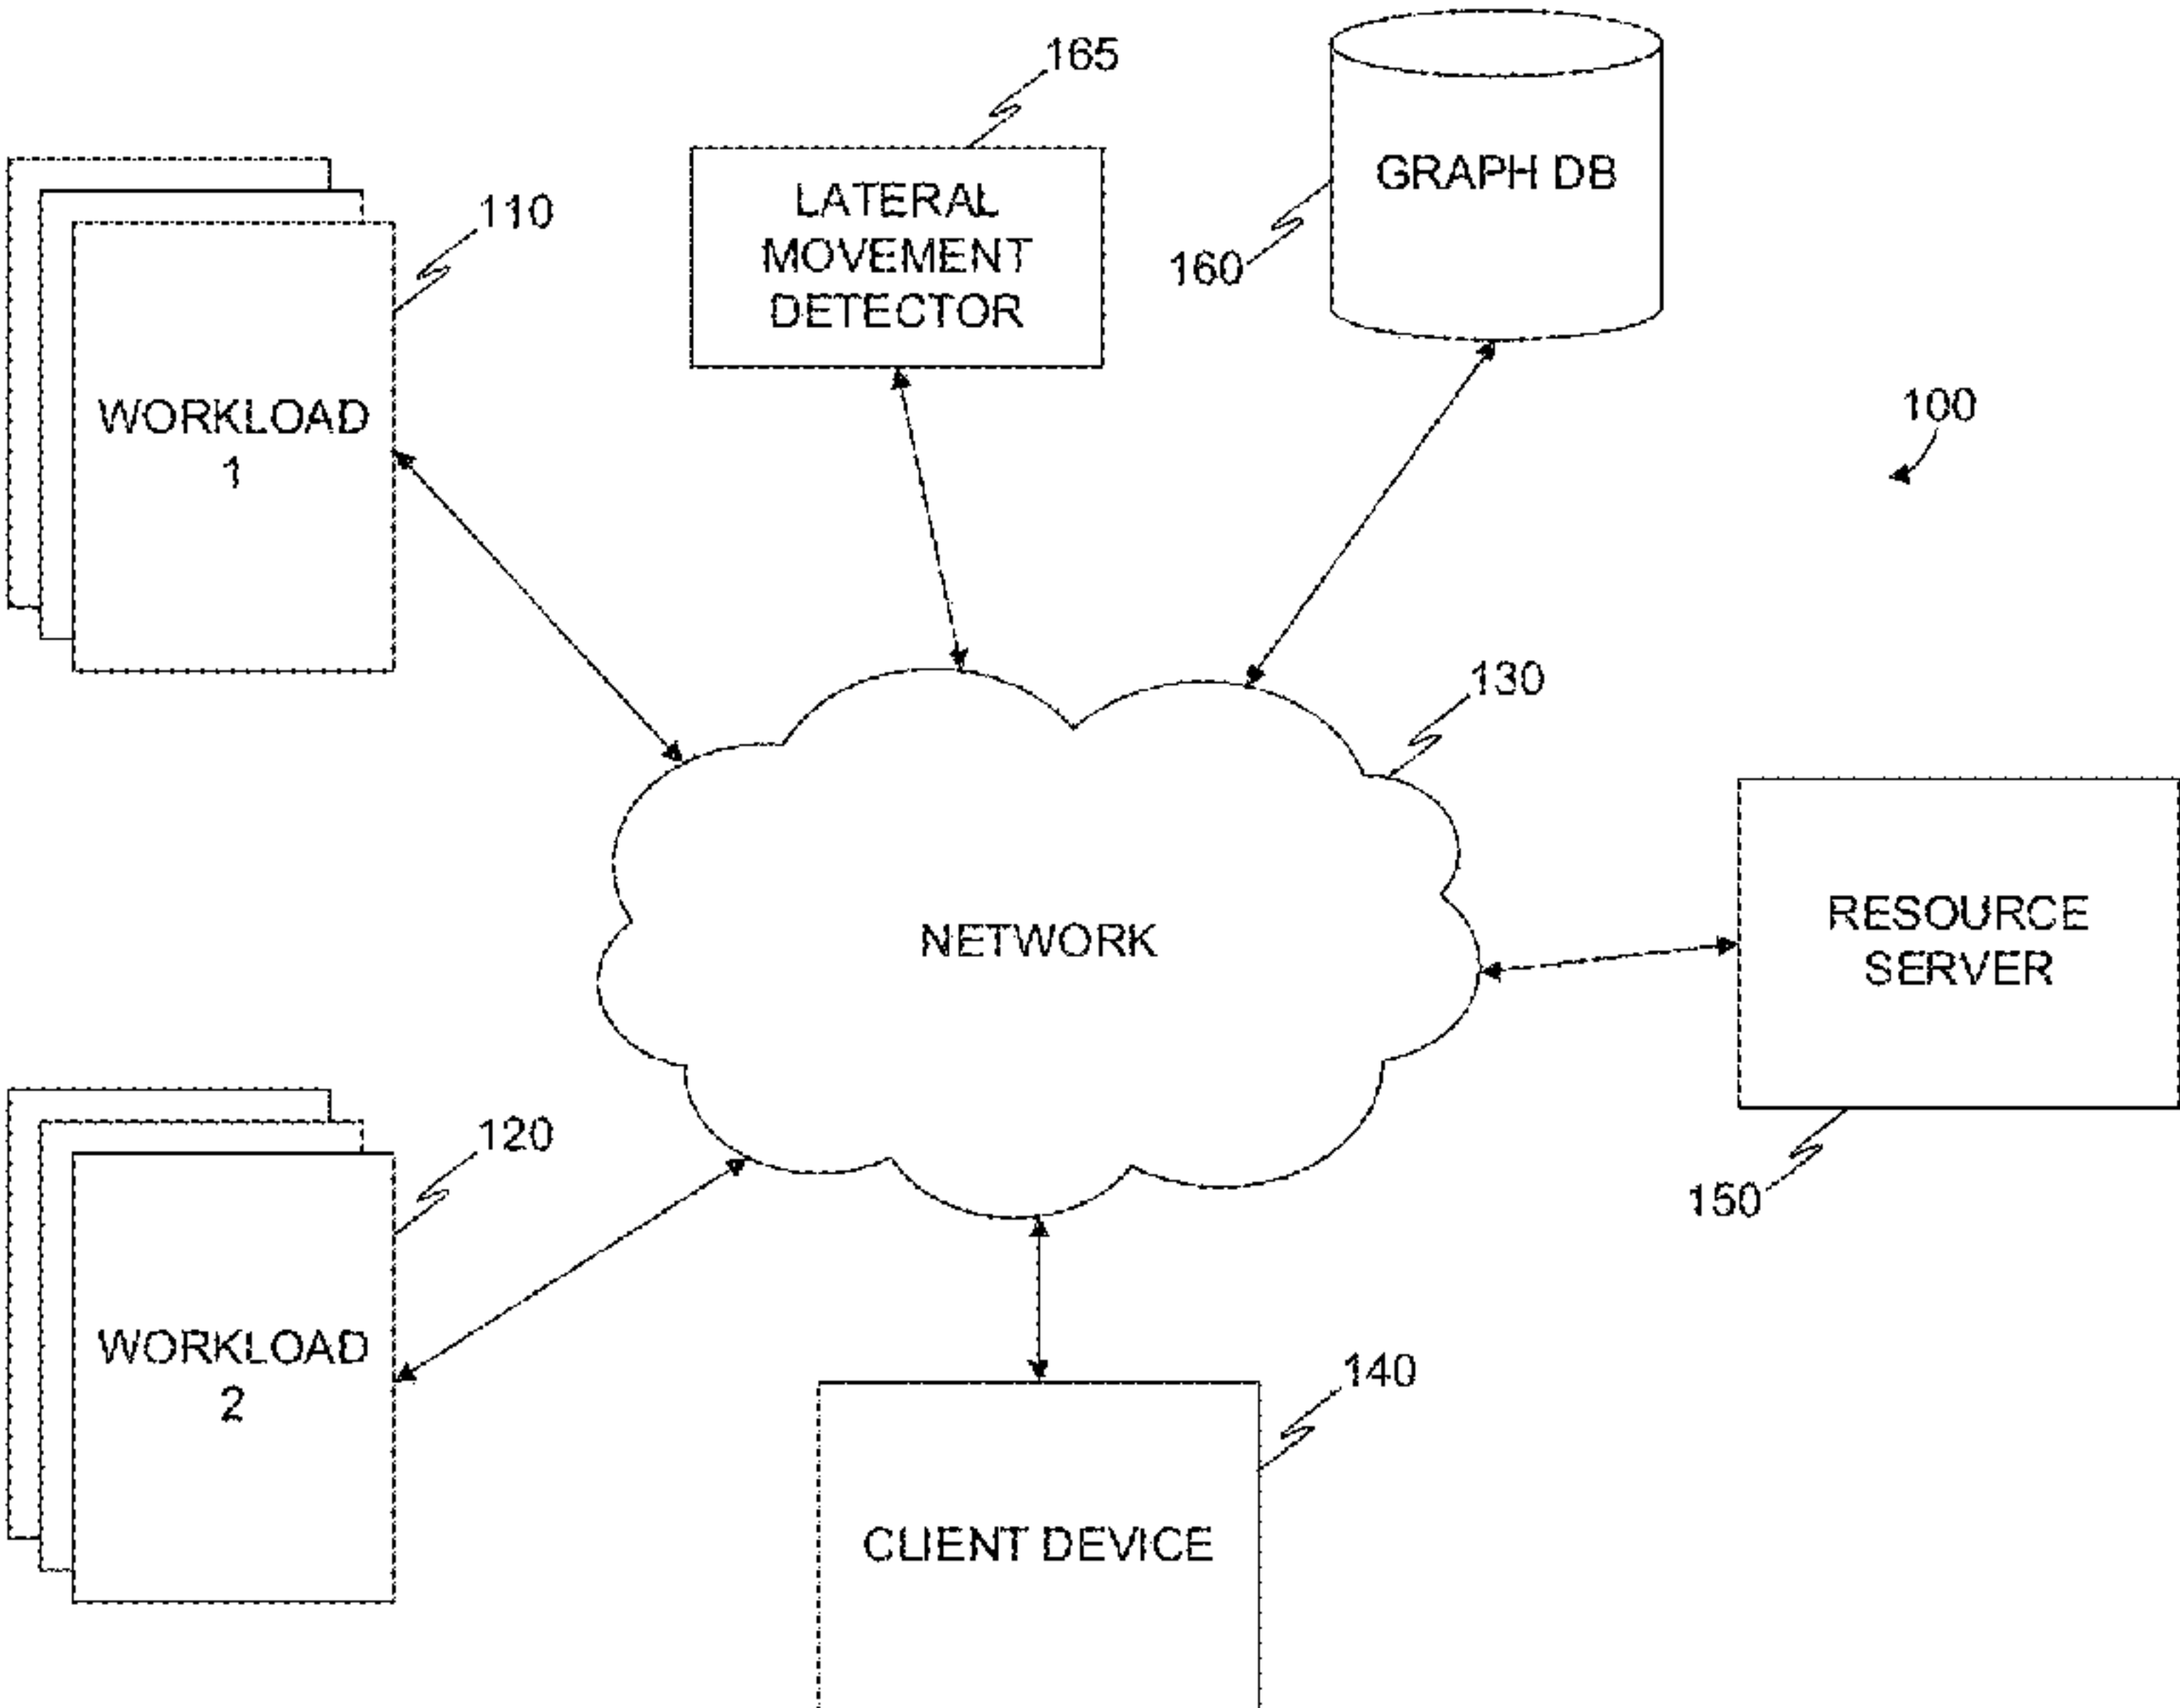 165
LATERAL
MOVEMENT
DETECTOR
GRAPH DB
160
110
WORKLOAD
1
100
130
NETWORK
RESOURCE
SERVER
150
120
WORKLOAD
2
140
CLIENT DEVICE